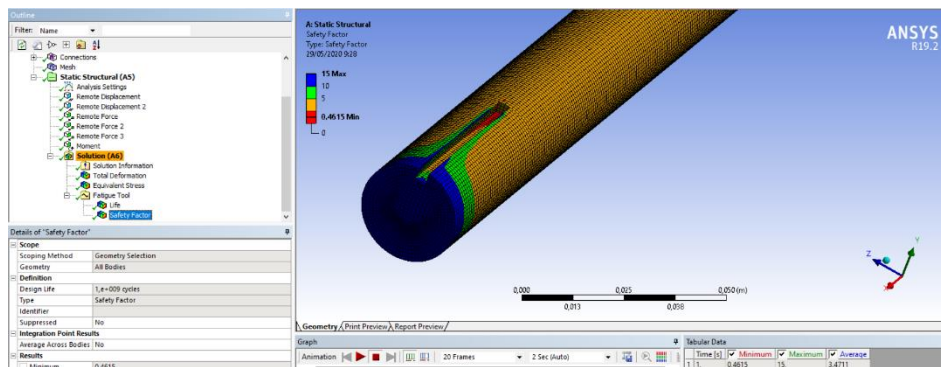 Outline
Filter: Name
Connections
Mesh
Static Structural (A5)
Analysis Settings
Remote Displacement
Remote Displacement 2
Remote Force
Remote Force 2
Remote Force 3
Moment
Solution (A6)
Solution Information
Total Deformation
Equivalent Stress
Fatigue Tool
Life
Safety Factor
Details of "Safety Factor"
Scope
Scoping Method Geometry Selection
Geometry All Bodies
Definition
Design Life 1,e+009 cycles
Type Safety Factor
Identifier
Suppressed No
Integration Point Results
Average Across Bodies No
Results
Minimum 0.4615
A: Static Structural
Safety Factor
Type: Safety Factor
29/05/2020 9:28
15 Max
10
5
0.4615 Min
0
ANSYS
R19.2
Y
Z
X
0,000 0,025 0,050 (m)
0,013 0,038
Geometry Print Preview Report Preview
Graph
Animation 20 Frames 2 Sec (Auto)
Tabular Data
Time [s] Minimum Maximum Average
1 1. 0.4615 15. 3.4711